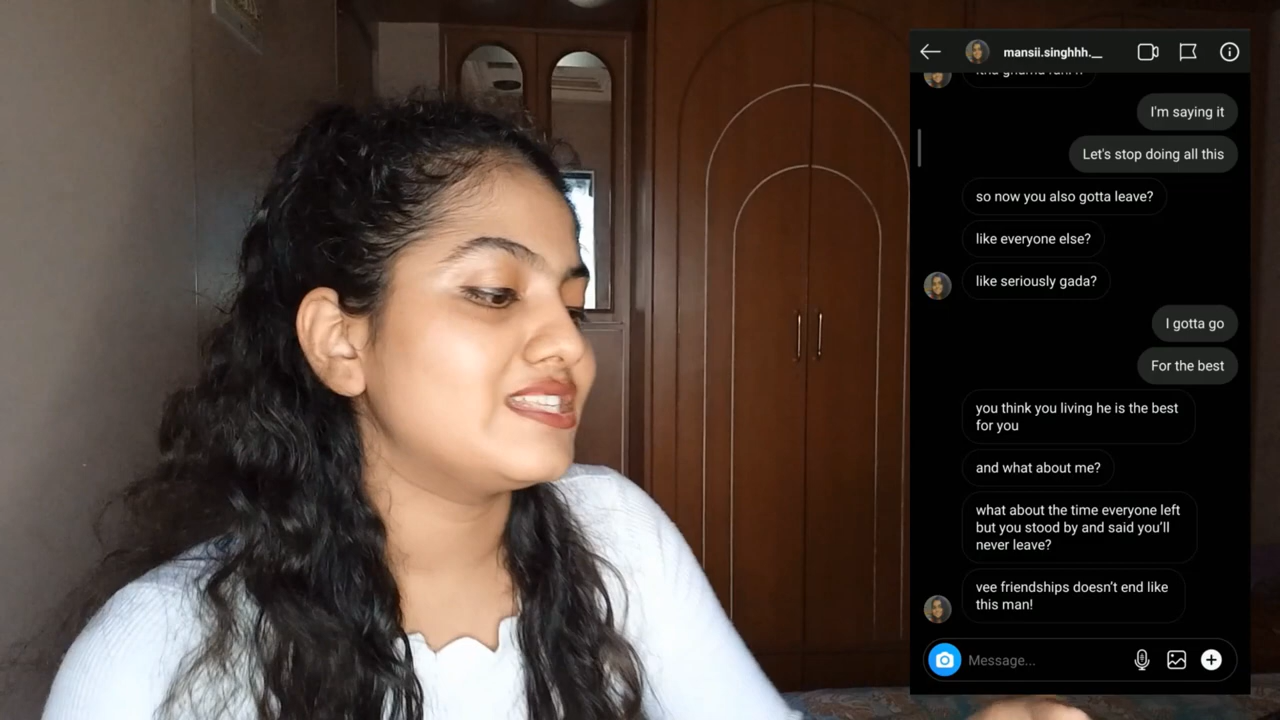 mansii.singhhh.__
I'm saying it
Let's stop doing all this
so now you also gotta leave?
like everyone else?
like seriously gada?
I gotta go
For the best
you think you living he is the best
for you
and what about me?
what about the time everyone left
but you stood by and said you'll
never leave?
vee friendships doesn't end like
this man!
Message...